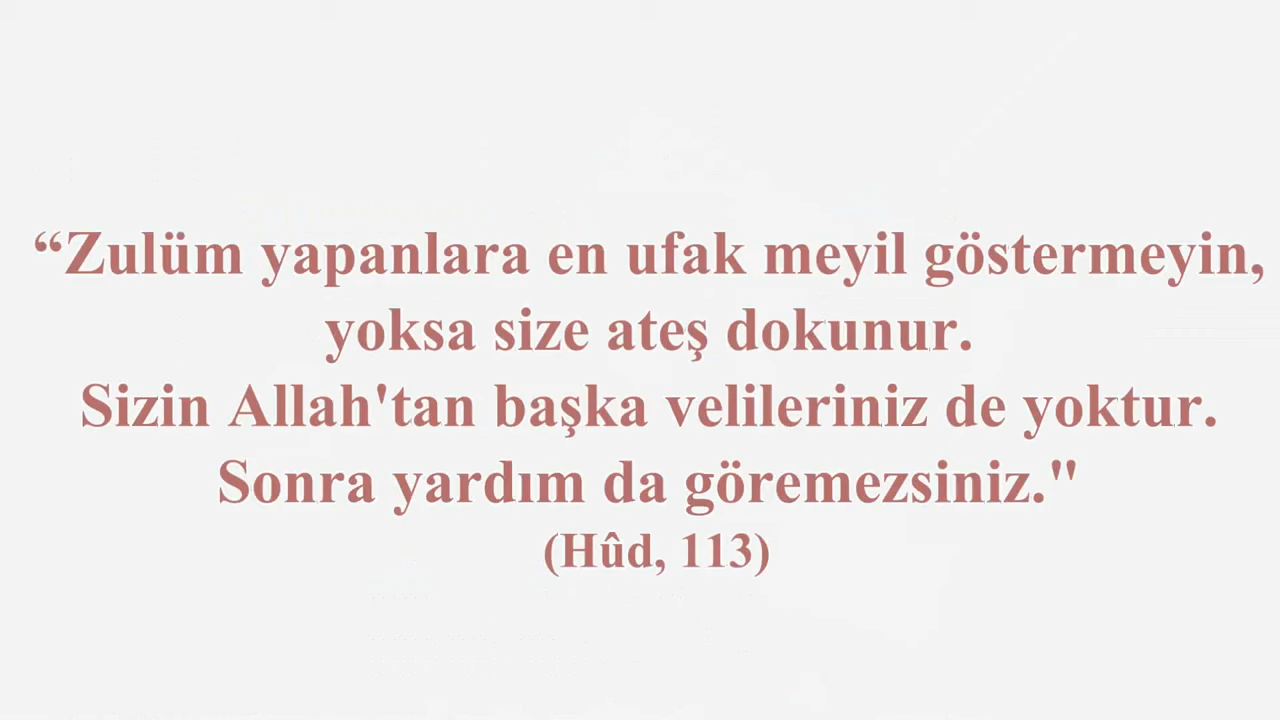 “Zulüm yapanlara en ufak meyil göstermeyin,
yoksa size ateş dokunur.
Sizin Allah'tan başka velileriniz de yoktur.
Sonra yardım da göremezsiniz."
(Hûd, 113)